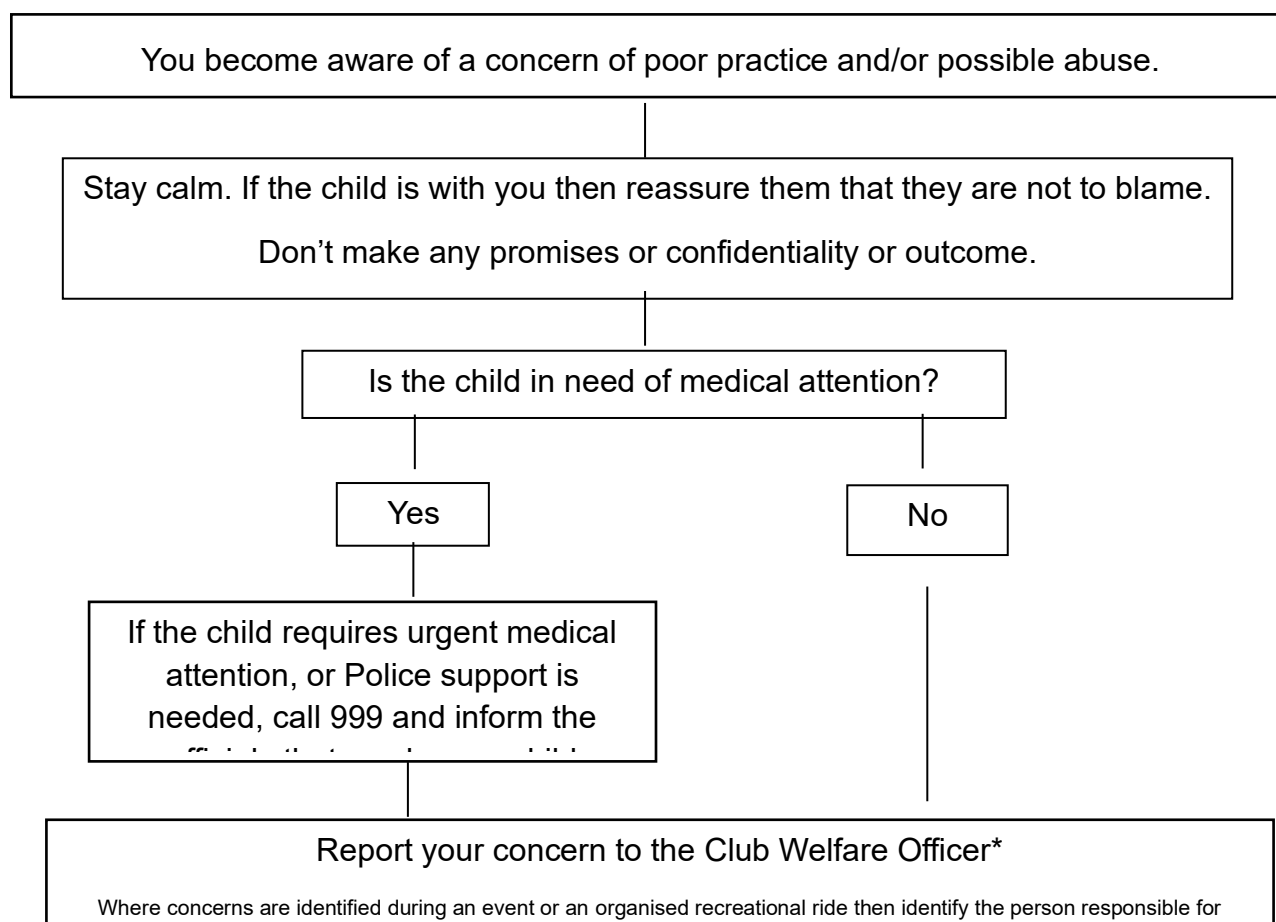 You become aware of a concern of poor practice and/or possible abuse.
Stay calm. If the child is with you then reassure them that they are not to blame.
Don’t make any promises or confidentiality or outcome.
Is the child in need of medical attention?
Yes
No
If the child requires urgent medical
attention, or Police support is
needed, call 999 and inform the
Report your concern to the Club Welfare Officer*
Where concerns are identified during an event or an organised recreational ride then identify the person responsible for